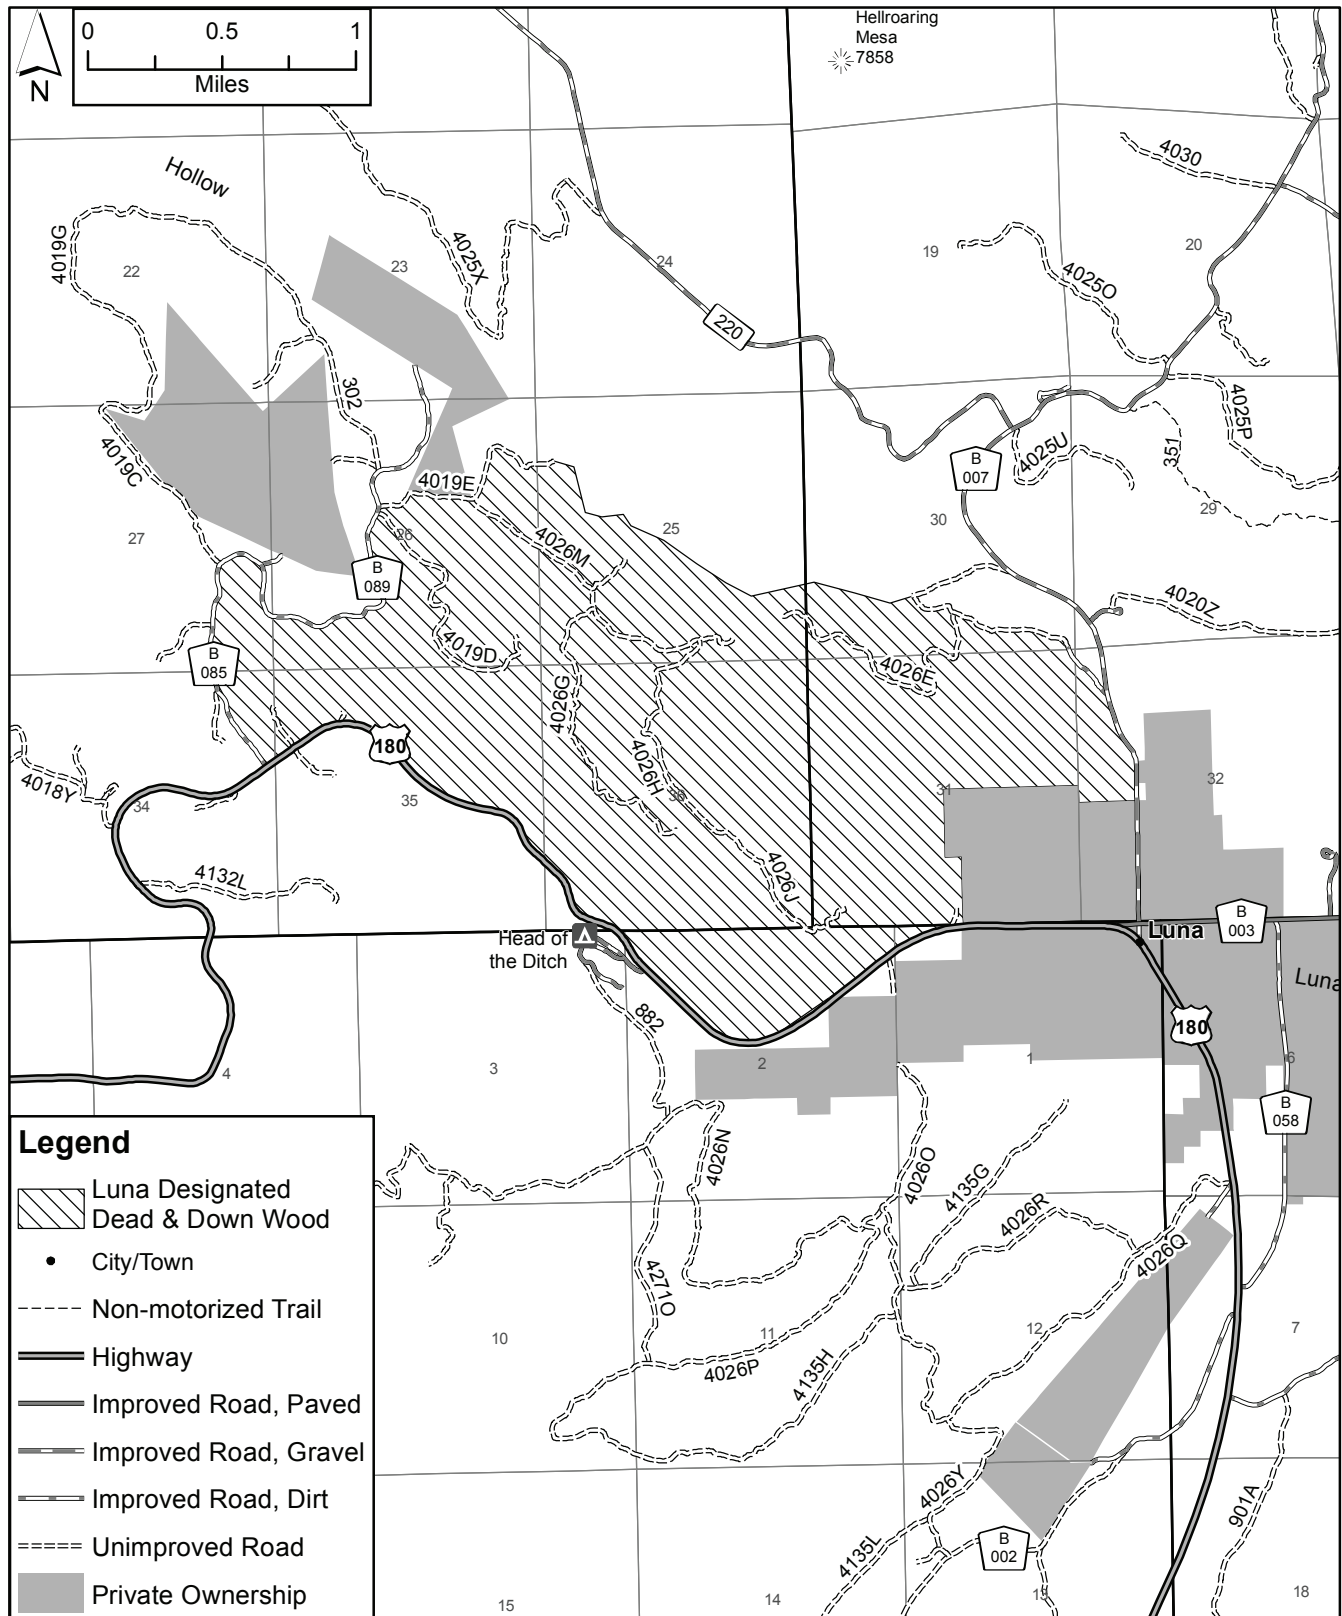 Hellroaring
Mesa
7858
0 0.5 1
Miles
N
Hollow
4030
4019G
22
23
4025X
24
19
20
4025O
220
302
4019C
4025P
351
4025U
B
007
4019E
27
26
25
30
29
4026M
B
089
4020Z
4019D
B
085
4026G
4026E
180
4026H
4018Y
34
35
36
31
32
4132L
4026J
Head of
the Ditch
Luna
B
003
Luna
882
180
4
3
2
1
6
B
058
4026N
4026O
4135G
4026R
4026Q
4271O
10
11
12
7
4026P
4135H
4026Y
4135L
B
002
901A
15
14
13
18
Legend
Luna Designated
Dead & Down Wood
City/Town
Non-motorized Trail
Highway
Improved Road, Paved
Improved Road, Gravel
Improved Road, Dirt
Unimproved Road
Private Ownership